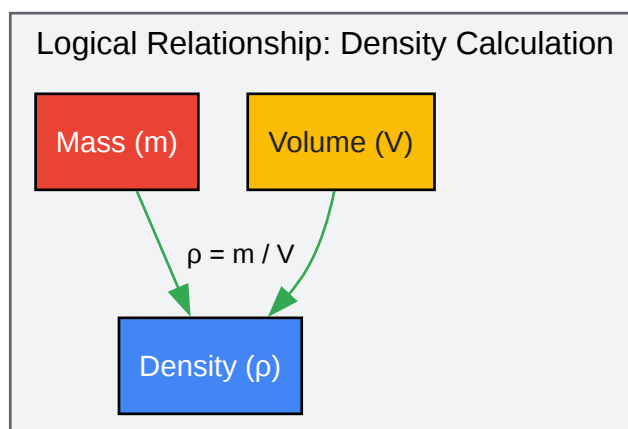 Logical Relationship: Density Calculation
Mass (m)
Volume (V)
ρ = m / V
Density (ρ)